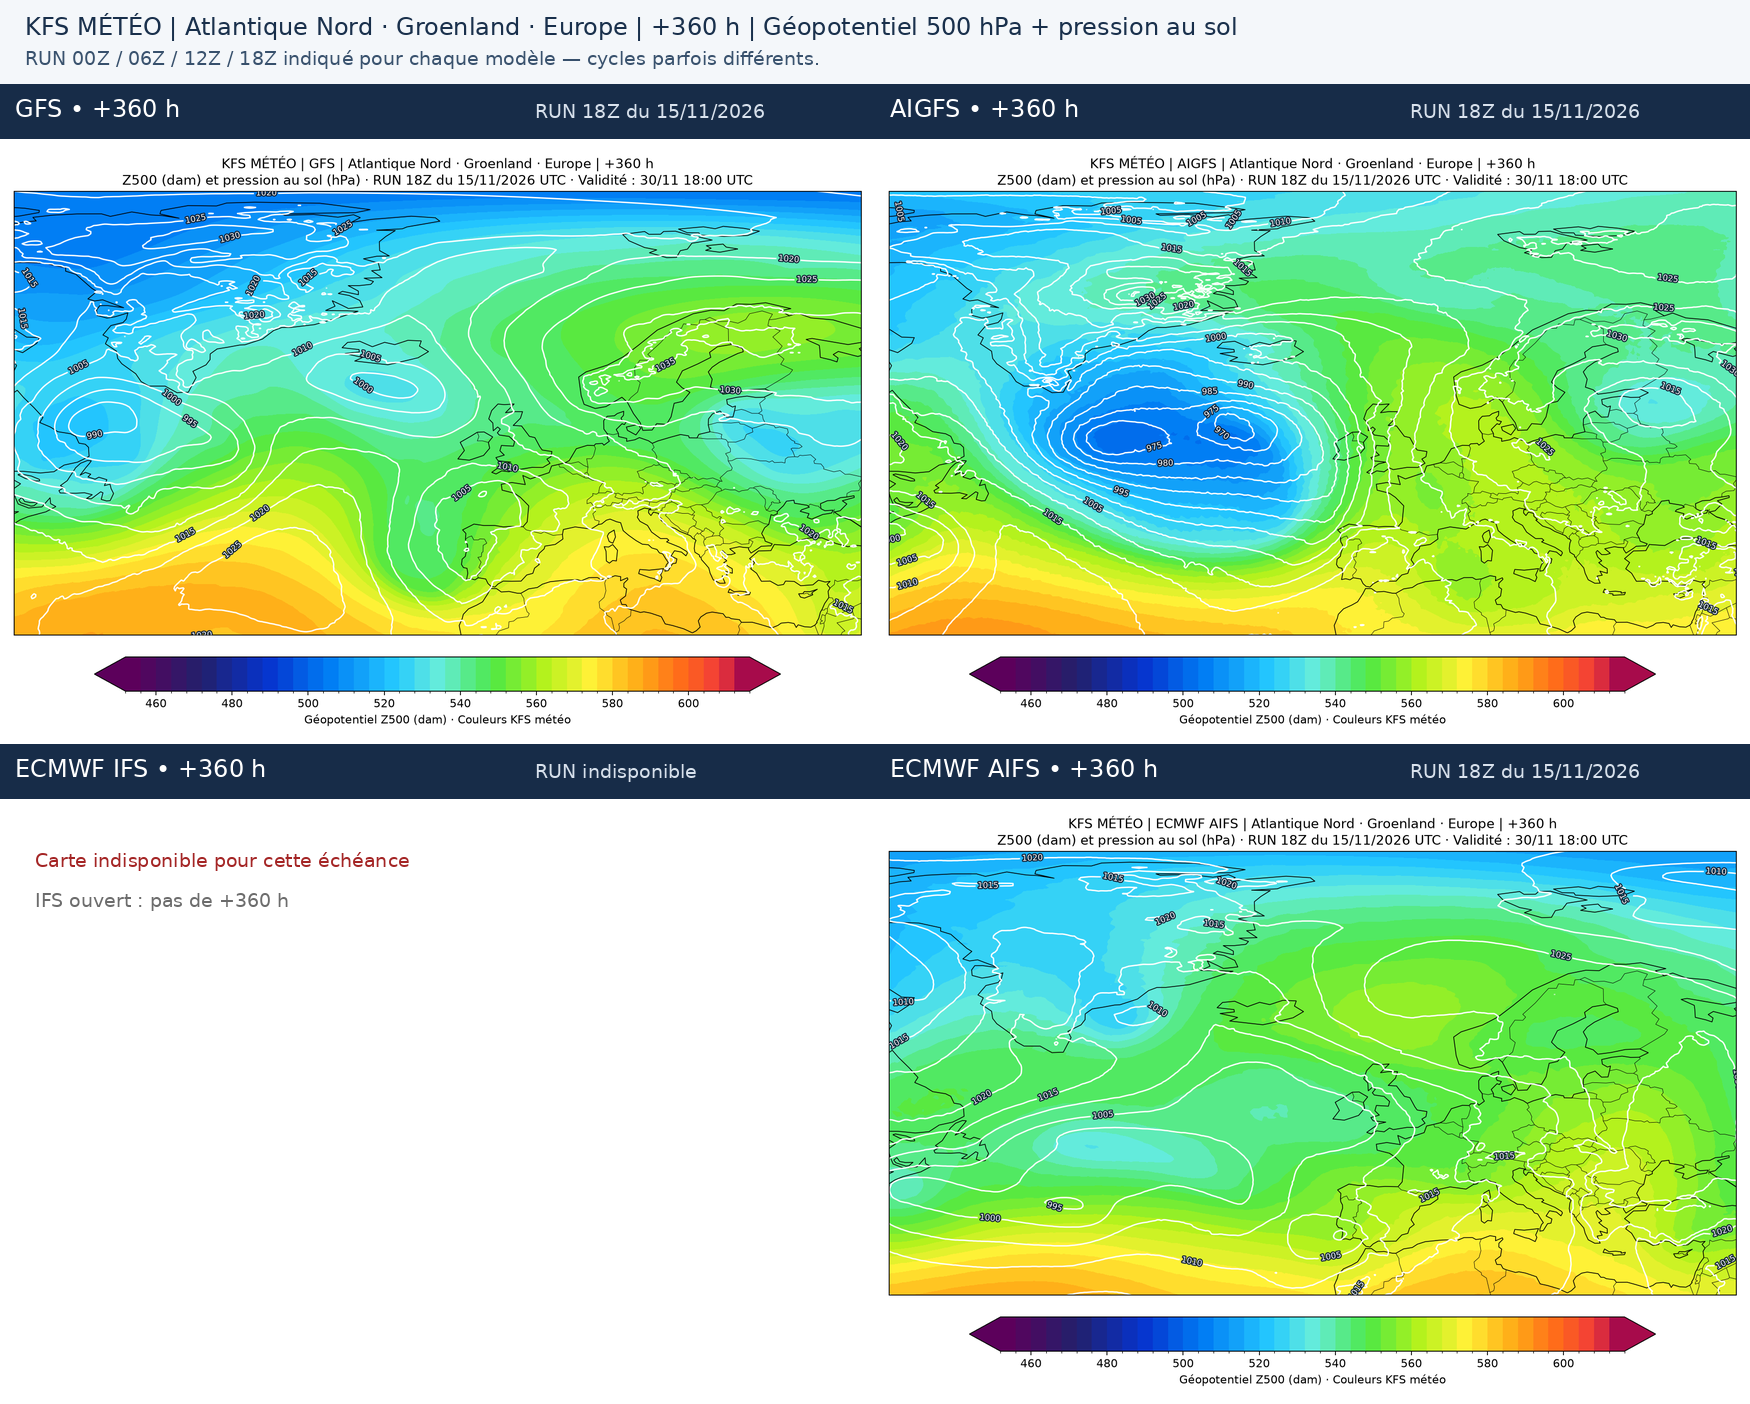 KFS MÉTÉO | Atlantique Nord · Groenland · Europe | +360 h | Géopotentiel 500 hPa + pression au sol
RUN 00Z / 06Z / 12Z / 18Z indiqué pour chaque modèle — cycles parfois différents.
GFS • +360 h
RUN 18Z du 15/11/2026
AIGFS • +360 h
RUN 18Z du 15/11/2026
KFS MÉTÉO | GFS | Atlantique Nord · Groenland · Europe | +360 h
Z500 (dam) et pression au sol (hPa) · RUN 18Z du 15/11/2026 UTC · Validité : 30/11 18:00 UTC
KFS MÉTÉO | AIGFS | Atlantique Nord · Groenland · Europe | +360 h
Z500 (dam) et pression au sol (hPa) · RUN 18Z du 15/11/2026 UTC · Validité : 30/11 18:00 UTC
460 480 500 520 540 560 580 600
Géopotentiel Z500 (dam) · Couleurs KFS météo
460 480 500 520 540 560 580 600
Géopotentiel Z500 (dam) · Couleurs KFS météo
ECMWF IFS • +360 h
RUN indisponible
ECMWF AIFS • +360 h
RUN 18Z du 15/11/2026
Carte indisponible pour cette échéance
IFS ouvert : pas de +360 h
KFS MÉTÉO | ECMWF AIFS | Atlantique Nord · Groenland · Europe | +360 h
Z500 (dam) et pression au sol (hPa) · RUN 18Z du 15/11/2026 UTC · Validité : 30/11 18:00 UTC
460 480 500 520 540 560 580 600
Géopotentiel Z500 (dam) · Couleurs KFS météo